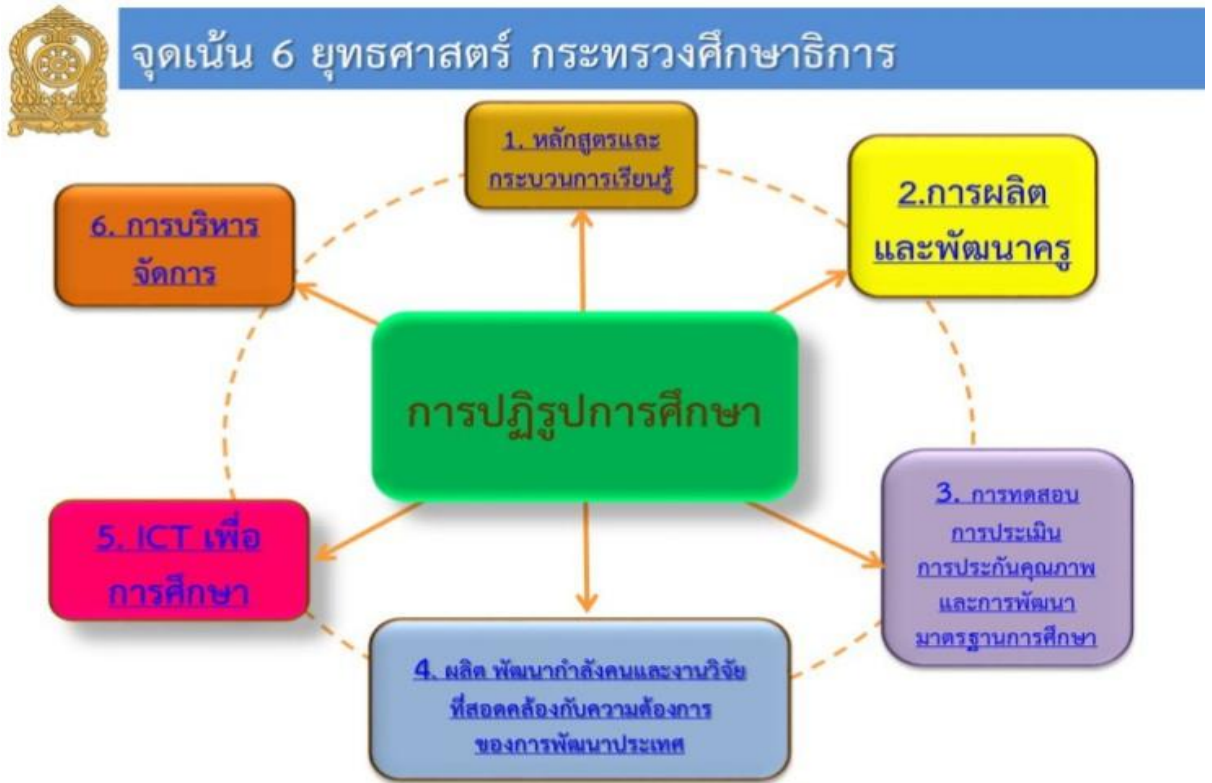 จุดเน้น 6 ยุทธศาสตร์ กระทรวงศึกษาธิการ
1. หลักสูตรและ
กระบวนการเรียนรู้
2.การผลิต
และพัฒนาครู
6. การบริหาร
จัดการ
การปฏิรูปการศึกษา
3. การทดสอบ
การประเมิน
การประกันคุณภาพ
และการพัฒนา
มาตรฐานการศึกษา
5. ICT เพื่อ
การศึกษา
4. ผลิต พัฒนากำลังคนและงานวิจัย
ที่สอดคล้องกับความต้องการ
ของการพัฒนาประเทศ